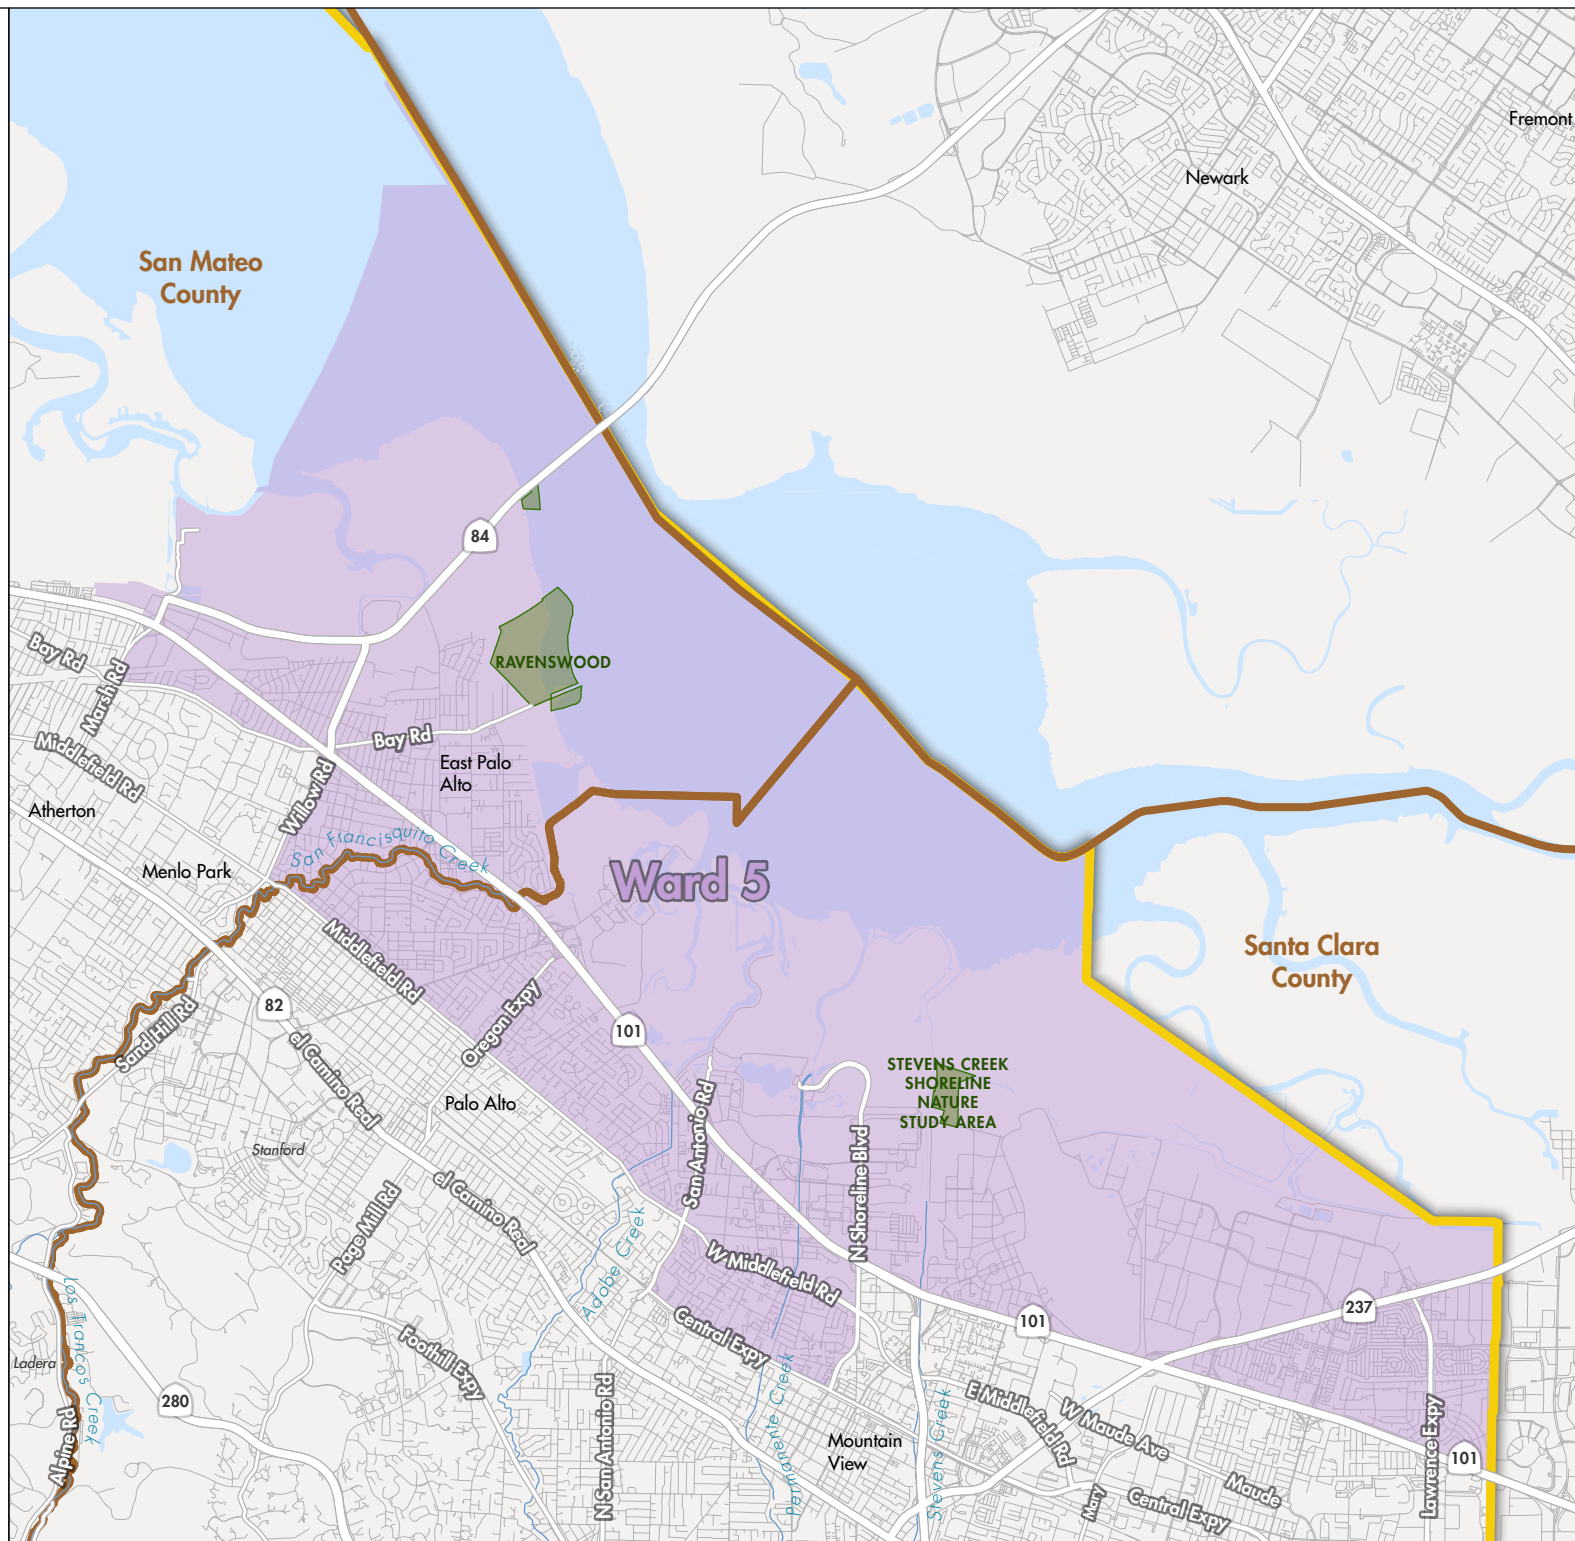 Fremont
Newark
San Mateo
County
84
RAVENSWOOD
Bay Rd
Marsh Rd
Bay Rd
Middlefield Rd
East Palo
Alto
Willow Rd
Atherton
San Francisquito Creek
Menlo Park
Ward 5
Santa Clara
County
Middlefield Rd
82
Sand Hill Rd
Oregon Expy
101
el Camino Real
STEVENS CREEK
SHORELINE
NATURE
STUDY AREA
Palo Alto
San Antonio Rd
Stanford
N Shoreline Blvd
el Camino Real
Page Mill Rd
Adobe Creek
W Middlefield Rd
Los Trancos Creek
237
101
Central Expy
Foothill Expy
Ladera
280
Permanente Creek
N San Antonio Rd
Alpine Rd
Stevens Creek
E Middlefield Rd
W Maude Ave
Lawrence Expy
Mountain
View
101
Maude
Mary
Central Expy